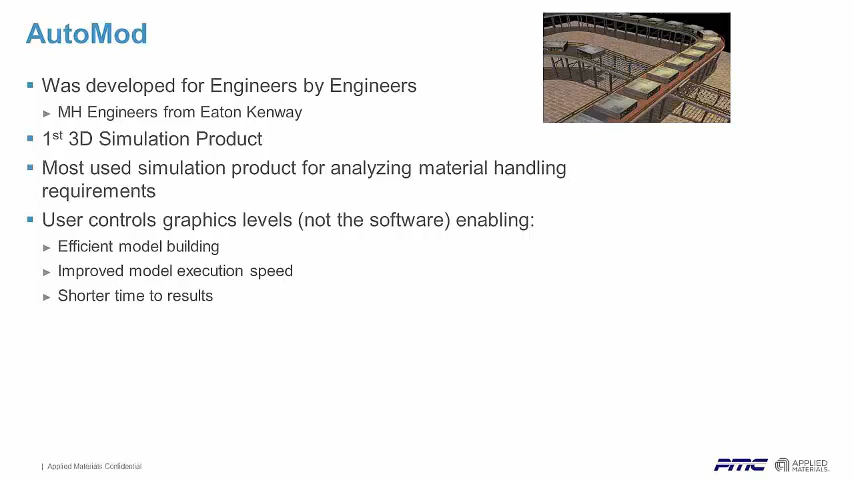 AutoMod
Was developed for Engineers by Engineers
MH Engineers from Eaton Kenway
1st 3D Simulation Product
Most used simulation product for analyzing material handling
requirements
User controls graphics levels (not the software) enabling:
Efficient model building
Improved model execution speed
Shorter time to results
| Applied Materials Confidential
PMC
APPLIED
MATERIALS